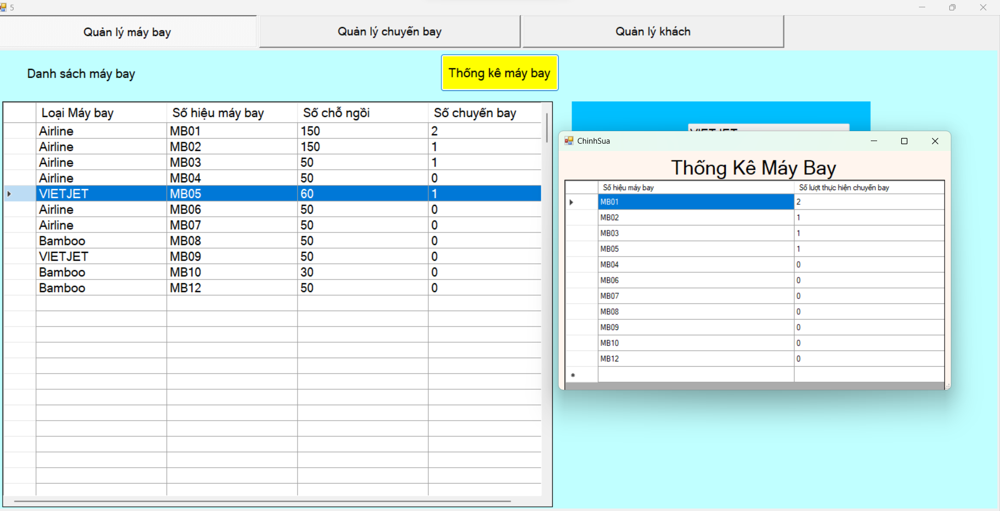 5
Quản lý máy bay
Quản lý chuyến bay
Quản lý khách
Danh sách máy bay
Thống kê máy bay
Loại Máy bay Số hiệu máy bay Số chỗ ngồi Số chuyến bay
Airline MB01 150 2
Airline MB02 150 1
Airline MB03 50 1
Airline MB04 50 0
VIETJET MB05 60 1
Airline MB06 50 0
Airline MB07 50 0
Bamboo MB08 50 0
VIETJET MB09 50 0
Bamboo MB10 30 0
Bamboo MB12 50 0
VIETJET
ChinhSua
Thống Kê Máy Bay
Số hiệu máy bay Số lượt thực hiện chuyến bay
MB01 2
MB02 1
MB03 1
MB05 1
MB04 0
MB06 0
MB07 0
MB08 0
MB09 0
MB10 0
MB12 0